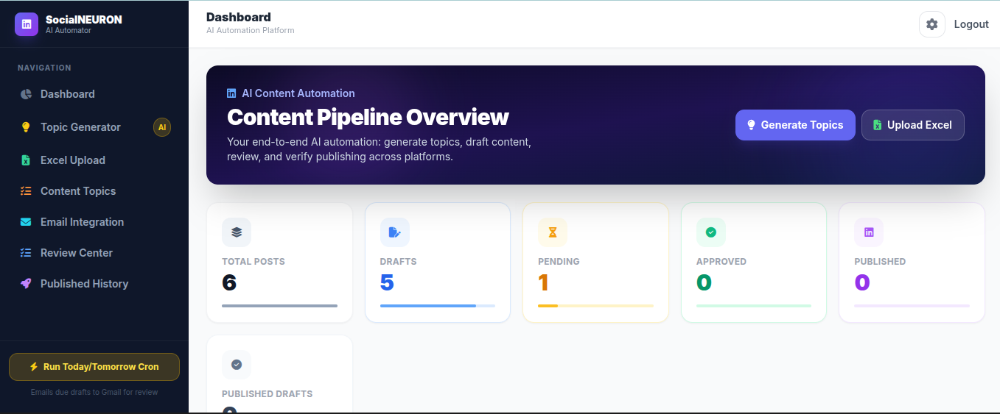 SocialNEURON
AI Automator
NAVIGATION
Dashboard
Topic Generator
AI
Excel Upload
Content Topics
Email Integration
Review Center
Published History
Run Today/Tomorrow Cron
Emails due drafts to Gmail for review
Dashboard
AI Automation Platform
Logout
AI Content Automation
Content Pipeline Overview
Your end-to-end AI automation: generate topics, draft content,
review, and verify publishing across platforms.
Generate Topics
Upload Excel
TOTAL POSTS
6
DRAFTS
5
PENDING
1
APPROVED
0
PUBLISHED
0
PUBLISHED DRAFTS